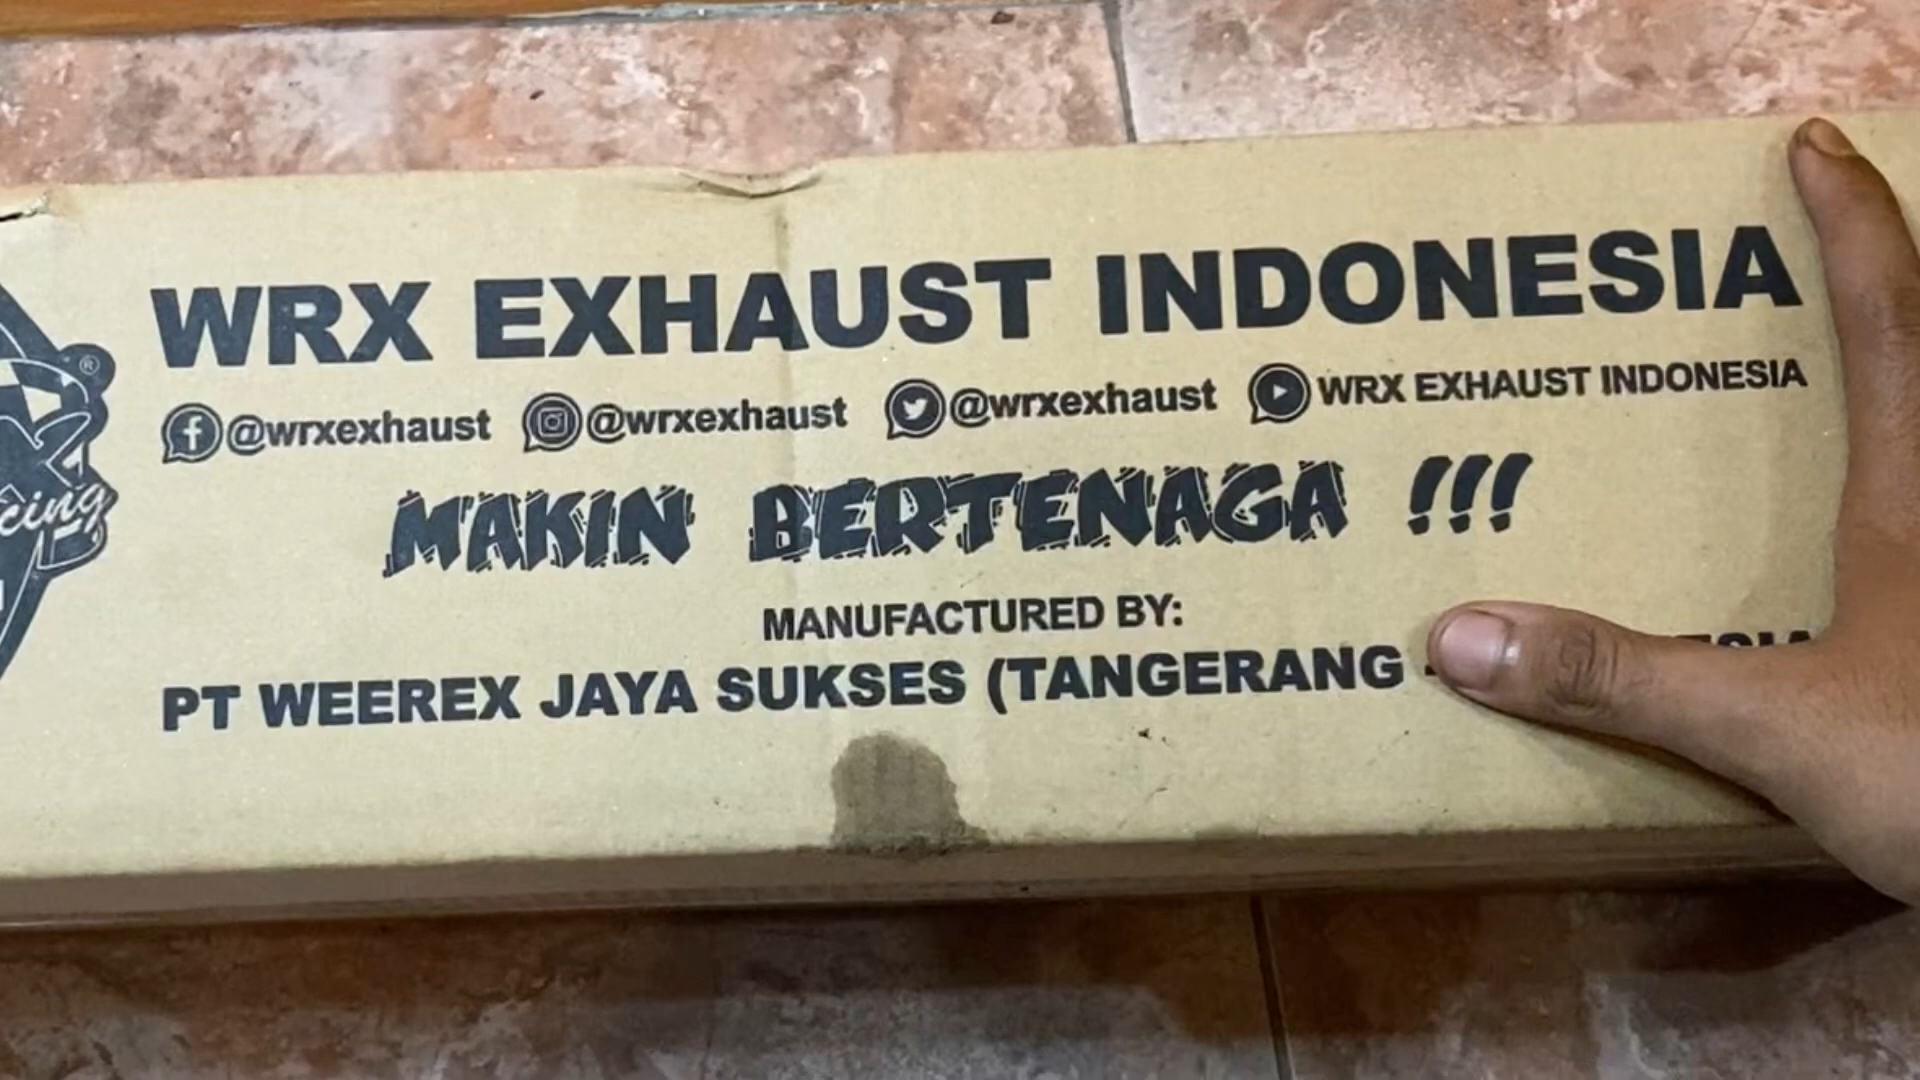 WRX EXHAUST INDONESIA
@wrxexhaust @wrxexhaust @wrxexhaust WRX EXHAUST INDONESIA
MAKIN BERTENAGA !!!
MANUFACTURED BY:
PT WEEREX JAYA SUKSES (TANGERANG
®